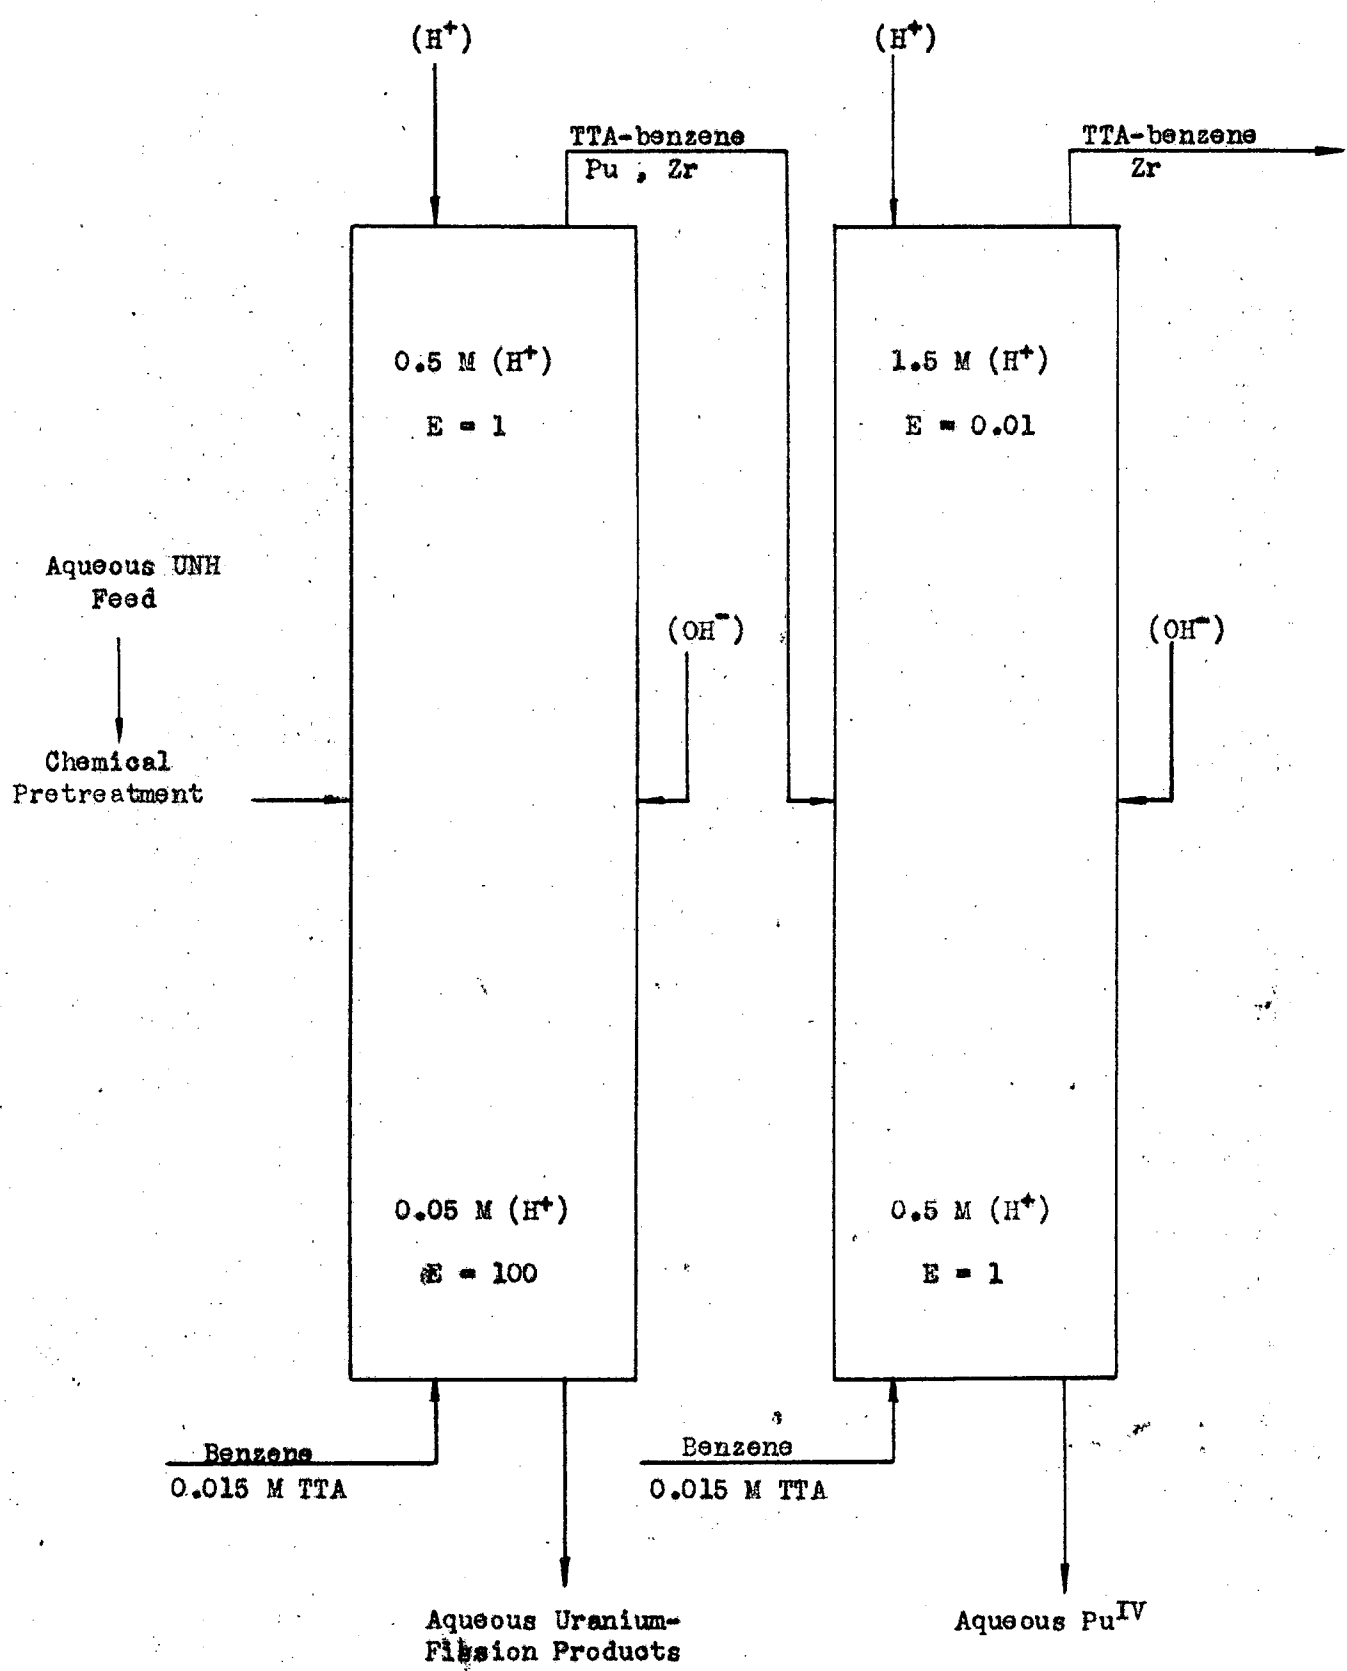 (H⁺)
(H⁺)
TTA-benzene
Pu , Zr
TTA-benzene
Zr
0.5 M (H⁺)
E = 1
1.5 M (H⁺)
E = 0.01
Aqueous UNH
Feed
(OH⁻)
(OH⁻)
Chemical
Pretreatment
0.05 M (H⁺)
E = 100
0.5 M (H⁺)
E = 1
Benzene
0.015 M TTA
Benzene
0.015 M TTA
Aqueous Uranium-
Fission Products
Aqueous Puᴵⱽ